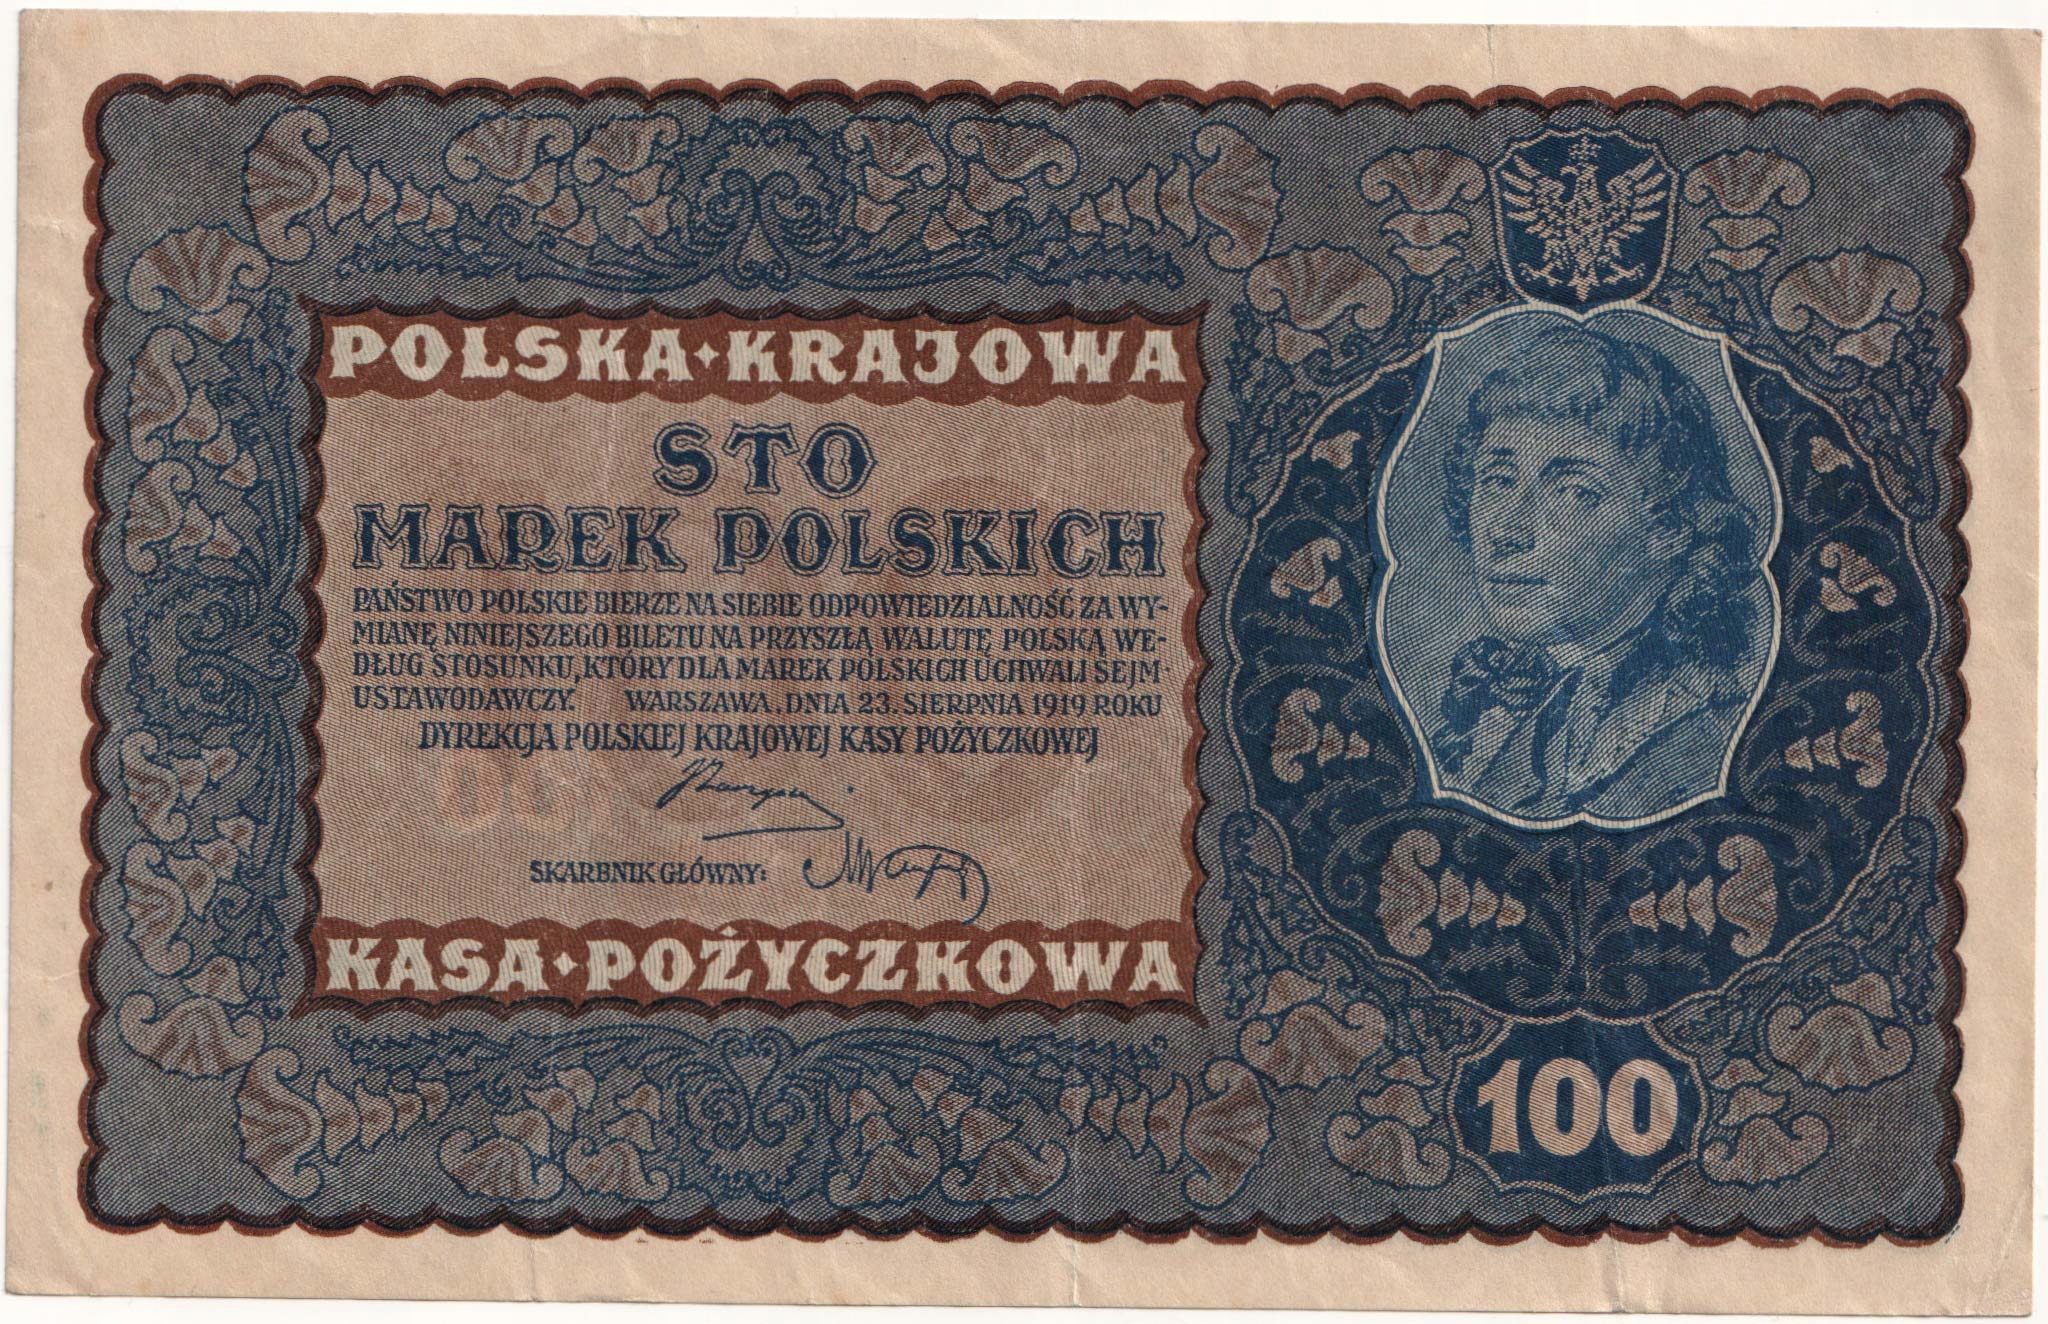 POLSKA · KRAJOWA
STO
MAREK POLSKICH
PAŃSTWO POLSKIE BIERZE NA SIEBIE ODPOWIEDZIALNOŚĆ ZA WY-
MIANĘ NINIEJSZEGO BILETU NA PRZYSZŁĄ WALUTĘ POLSKĄ WE-
DŁUG STOSUNKU, KTÓRY DLA MAREK POLSKICH UCHWALI SEJM·
USTAWODAWCZY. WARSZAWA. DNIA 23. SIERPNIA 1919 ROKU
DYREKCJA POLSKIEJ KRAJOWEJ KASY POŻYCZKOWEJ
SKARBNIK GŁÓWNY:
KASA · POŻYCZKOWA
100